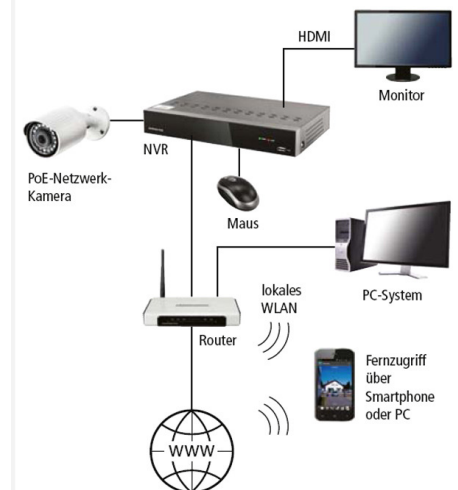 HDMI
Monitor
NVR
PoE-Netzwerk-
Kamera
Maus
lokales
WLAN
PC-System
Router
Fernzugriff
über
Smartphone
oder PC
WWW